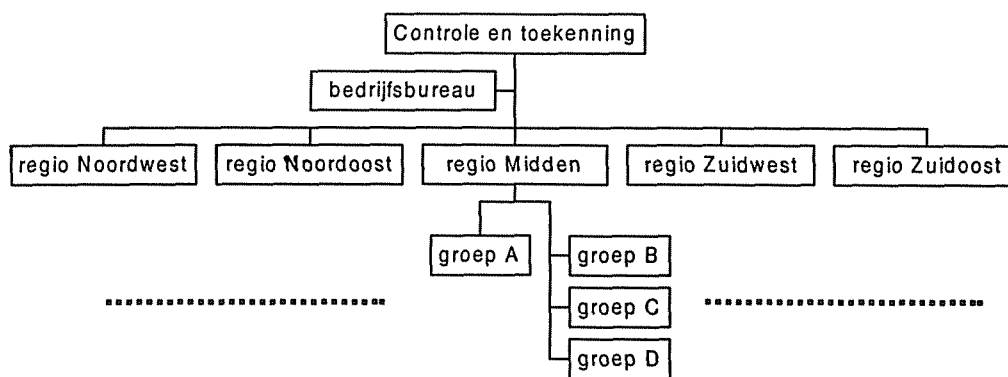 Controle en toekenning
bedrijfsbureau
regio Noordwest
regio Noordoost
regio Midden
regio Zuidwest
regio Zuidoost
groep A
groep B
groep C
groep D